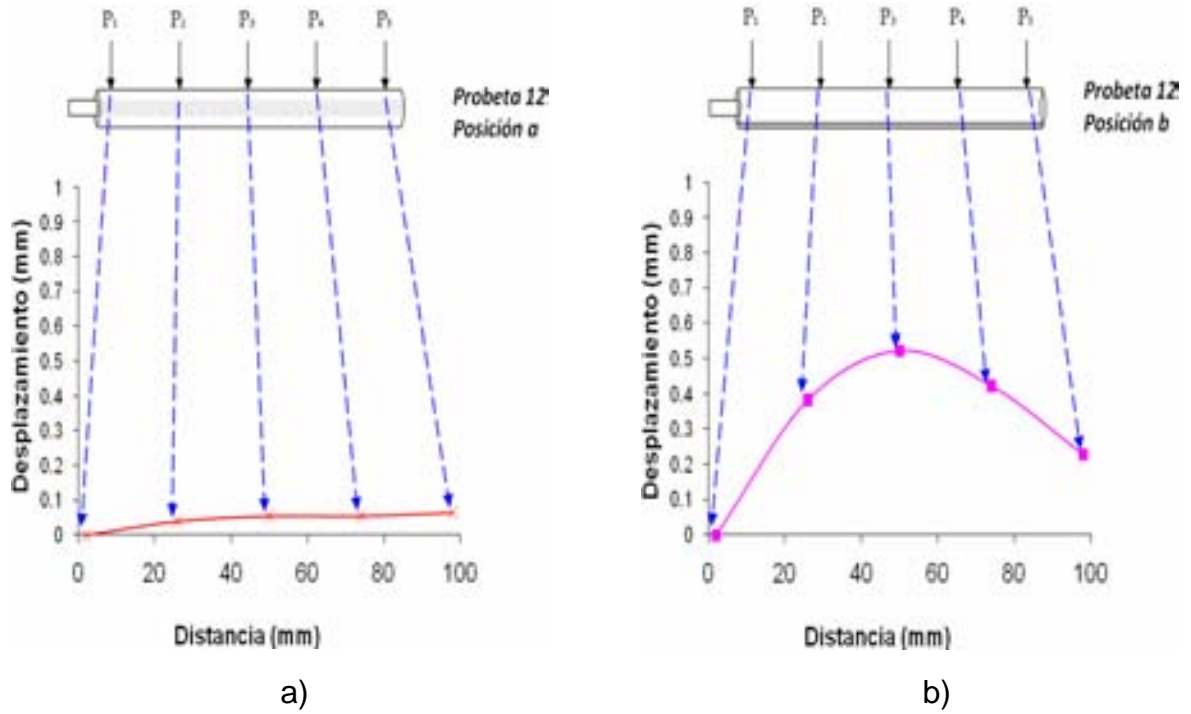 P₁ P₂ P₃ P₄ P₅
Probeta 12º
Posición a
Desplazamiento (mm)
1
0.9
0.8
0.7
0.6
0.5
0.4
0.3
0.2
0.1
0
0 20 40 60 80 100
Distancia (mm)
a)
P₁ P₂ P₃ P₄ P₅
Probeta 12º
Posición b
Desplazamiento (mm)
1
0.9
0.8
0.7
0.6
0.5
0.4
0.3
0.2
0.1
0
0 20 40 60 80 100
Distancia (mm)
b)